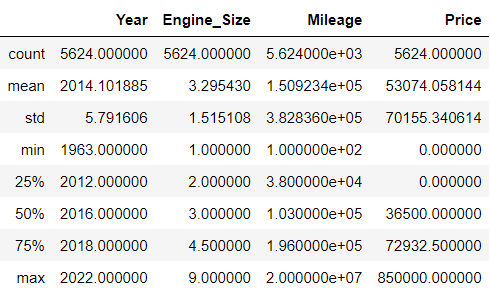 Year Engine_Size Mileage Price
count 5624.000000 5624.000000 5.624000e+03 5624.000000
mean 2014.101885 3.295430 1.509234e+05 53074.058144
std 5.791606 1.515108 3.828360e+05 70155.340614
min 1963.000000 1.000000 1.000000e+02 0.000000
25% 2012.000000 2.000000 3.800000e+04 0.000000
50% 2016.000000 3.000000 1.030000e+05 36500.000000
75% 2018.000000 4.500000 1.960000e+05 72932.500000
max 2022.000000 9.000000 2.000000e+07 850000.000000